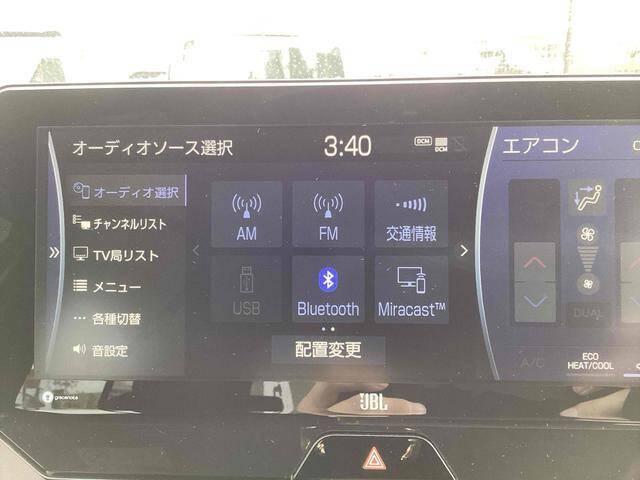 オーディオソース選択
3:40
DCM
DCM
エアコン
オーディオ選択
チャンネルリスト
TV局リスト
メニュー
各種切替
音設定
AM
FM
交通情報
USB
Bluetooth
Miracast™
配置変更
DUAL
A/C
ECO
HEAT/COOL
gracenote
JBL